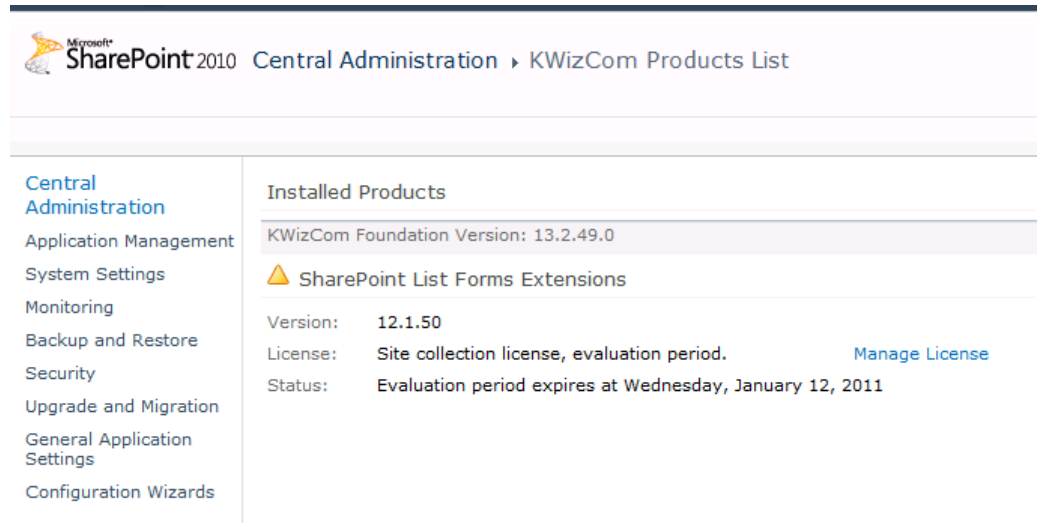 Microsoft®
SharePoint 2010 Central Administration ▸ KWizCom Products List
Central
Administration
Application Management
System Settings
Monitoring
Backup and Restore
Security
Upgrade and Migration
General Application
Settings
Configuration Wizards
Installed Products
KWizCom Foundation Version: 13.2.49.0
SharePoint List Forms Extensions
Version: 12.1.50
License: Site collection license, evaluation period. Manage License
Status: Evaluation period expires at Wednesday, January 12, 2011